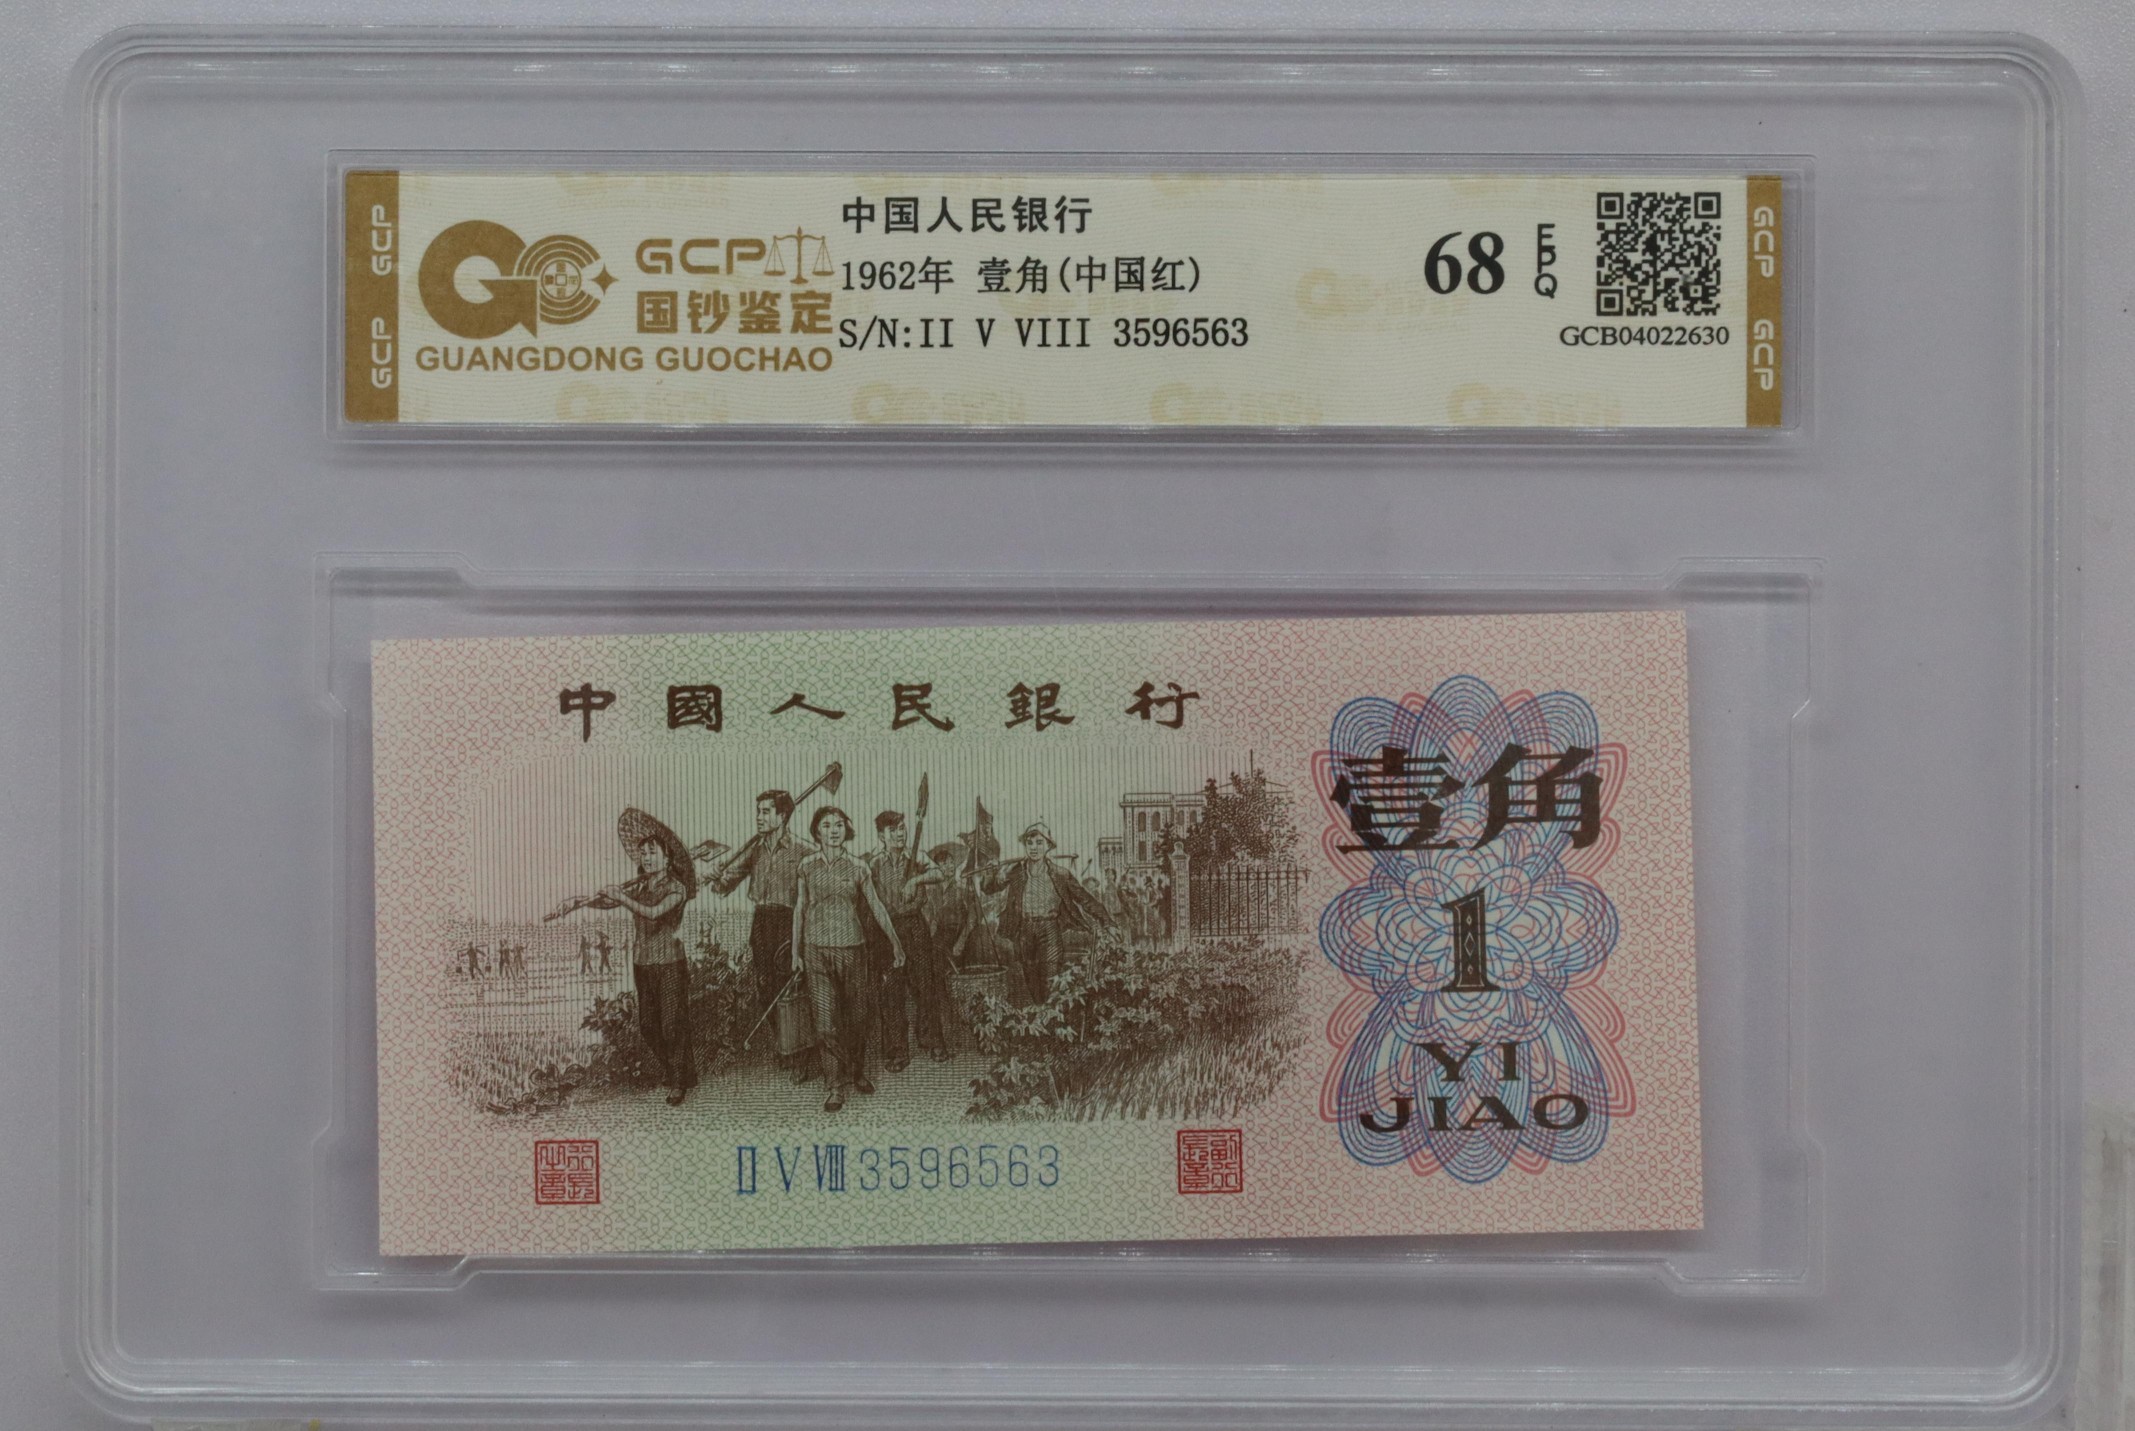 中国人民银行
GCP
1962年 壹角(中国红)
68
EPQ
国钞鉴定
S/N:II V VIII 3596563
GCB04022630
GUANGDONG GUOCHAO
GCP
GCP
GCP
GCP
中國人民銀行
壹角
1
YI
JIAO
ⅡⅤⅧ3596563